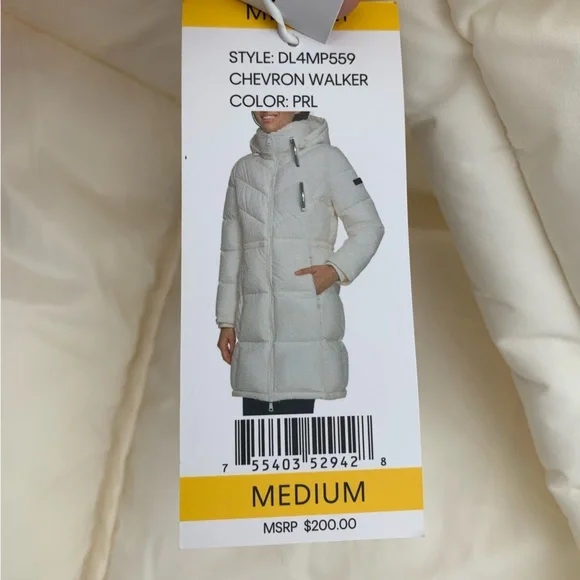 STYLE: DL4MP559
CHEVRON WALKER
COLOR: PRL
7 55403 52942 8
MEDIUM
MSRP $200.00